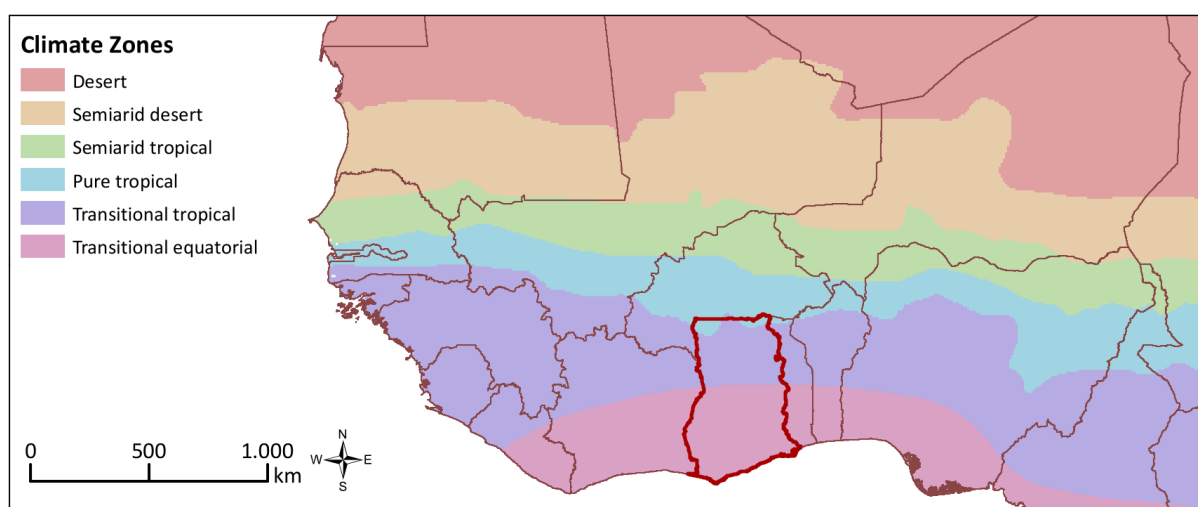 Climate Zones
Desert
Semiarid desert
Semiarid tropical
Pure tropical
Transitional tropical
Transitional equatorial
0 500 1.000
km
N
W E
S